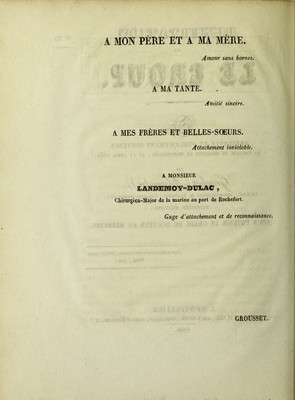 A MON PÈRE ET A MA MÈRE.
Amour sans bornes.
A MA TANTE.
Amitié sincère.
A MES FRÈRES ET BELLES-SŒURS.
Attachement inviolable.
A MONSIEUR
LANDEMOY-DULAC,
Chirurgien-Major de la marine au port de Rochefort.
Gage d'attachement et de reconnaissance.
GROUSSET.